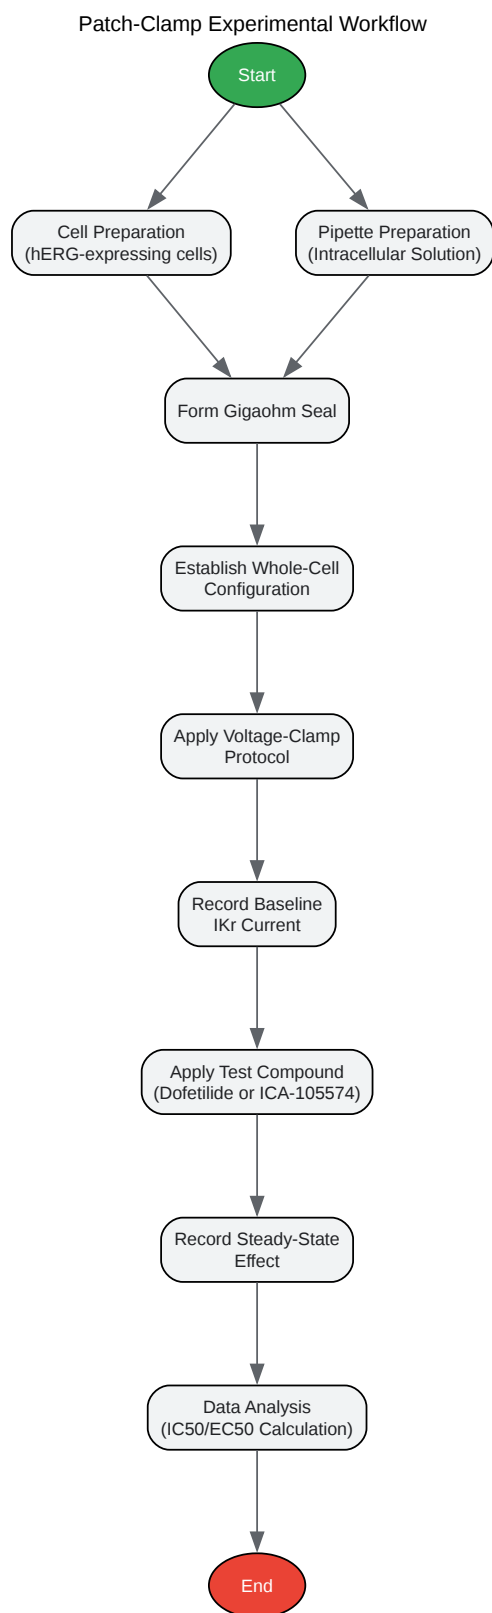 Patch-Clamp Experimental Workflow
Start
Cell Preparation
(hERG-expressing cells)
Pipette Preparation
(Intracellular Solution)
Form Gigaohm Seal
Establish Whole-Cell
Configuration
Apply Voltage-Clamp
Protocol
Record Baseline
IKr Current
Apply Test Compound
(Dofetilide or ICA-105574)
Record Steady-State
Effect
Data Analysis
(IC50/EC50 Calculation)
End